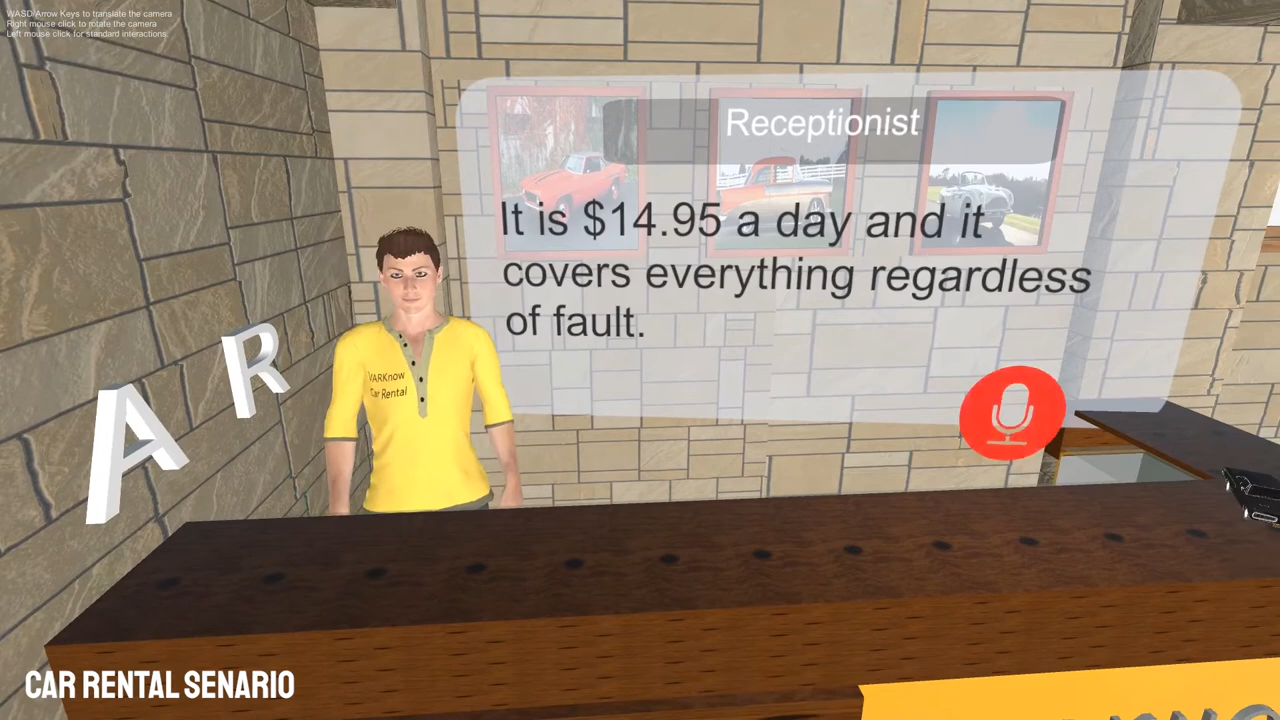 WASD/Arrow Keys to translate the camera
Right mouse click to rotate the camera
Left mouse click for standard interactions
Receptionist
It is $14.95 a day and it
covers everything regardless
of fault.
VARKnow
Car Rental
A R
CAR RENTAL SENARIO